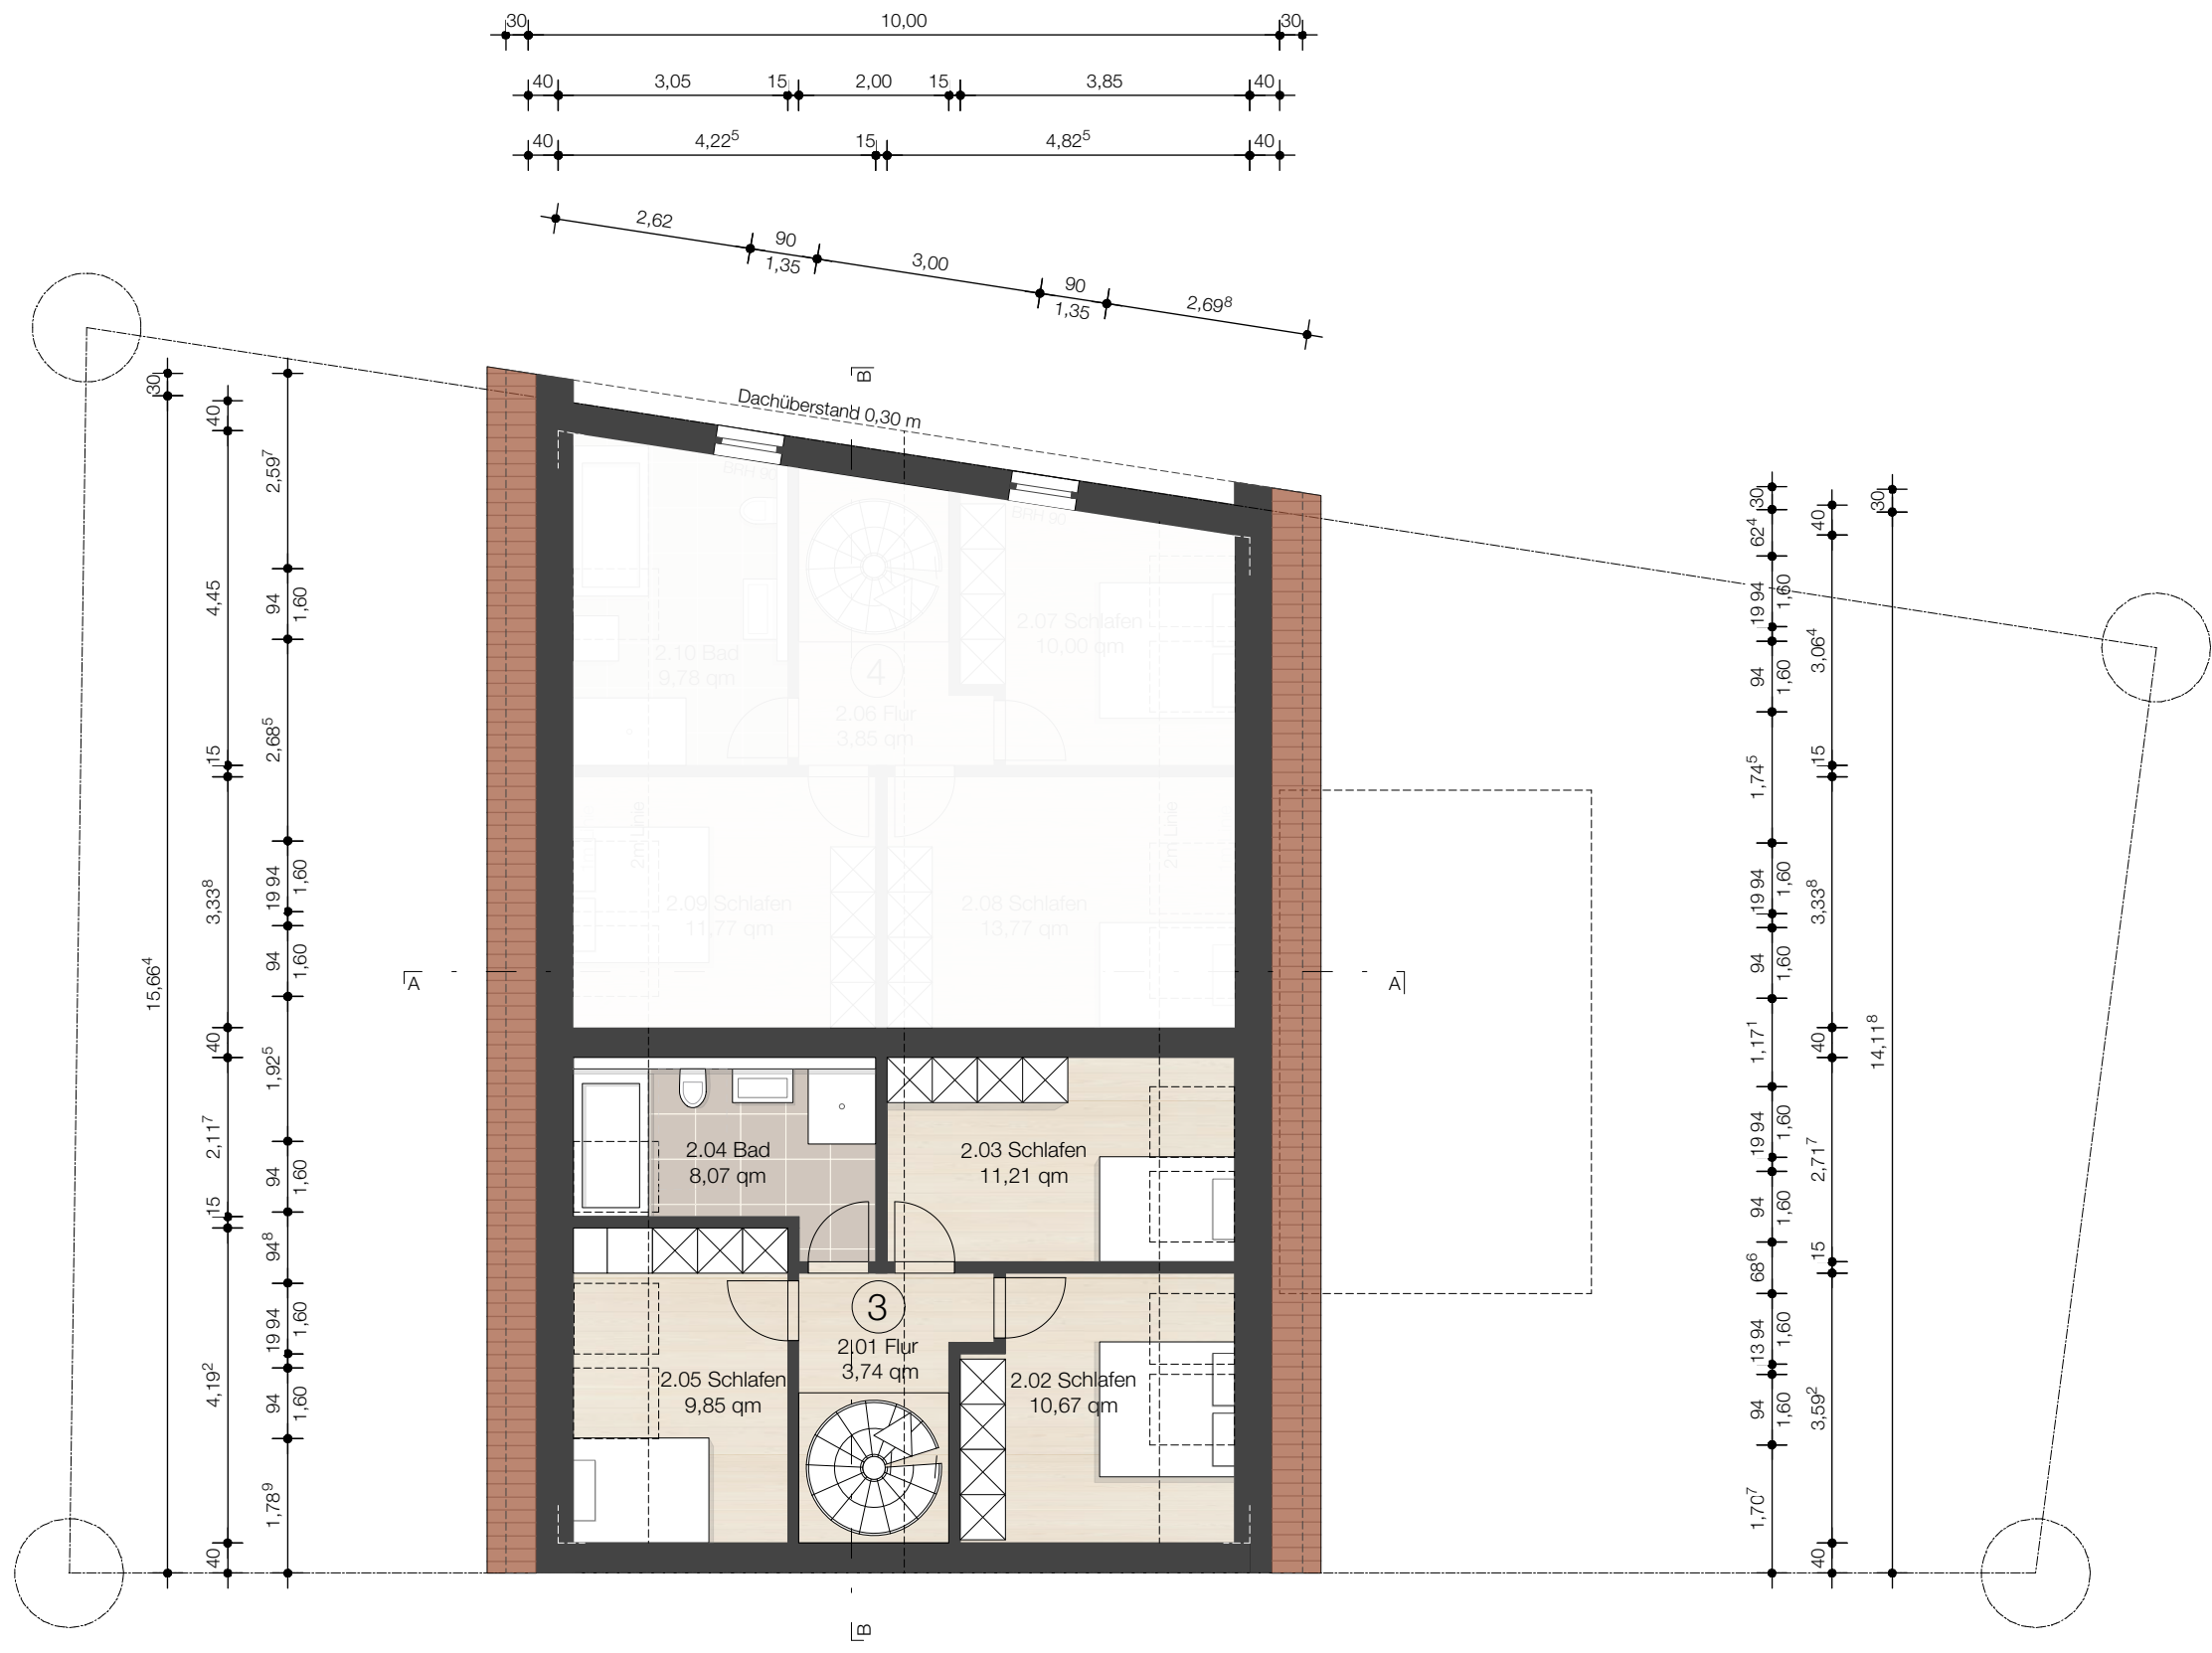 30 10,00 30
40 3,05 15 2,00 15 3,85 40
40 4,22⁵ 15 4,82⁵ 40
2,62 90 3,00 90 2,69⁸
1,35 1,35
B
Dachüberstand 0,30 m
BRH 90
BRH 90
2.10 Bad
9,78 qm
4
2.06 Flur
3,85 qm
2.07 Schlafen
10,00 qm
2m Linie
2m Linie
2.09 Schlafen
11,77 qm
2.08 Schlafen
13,77 qm
A
A
2.04 Bad
8,07 qm
2.03 Schlafen
11,21 qm
3
2.01 Flur
3,74 qm
2.05 Schlafen
9,85 qm
2.02 Schlafen
10,67 qm
B
30 15,66⁴
40 4,45 15 3,33⁸ 40 2,11⁷ 15 4,19² 40
2,59⁷ 94 2,68⁵ 94 19 94 1,92⁵ 94 94⁸ 94 19 94 1,78⁹
1,60 1,60 1,60 1,60 1,60 1,60
30 62⁴ 94 19 94 1,74⁵ 94 19 94 1,17¹ 94 19 94 68⁶ 94 13 94 1,70⁷
1,60 1,60 1,60 1,60 1,60 1,60 1,60 1,60
40 3,06⁴ 15 3,33⁸ 40 2,71⁷ 15 3,59² 40
30 14,11⁸